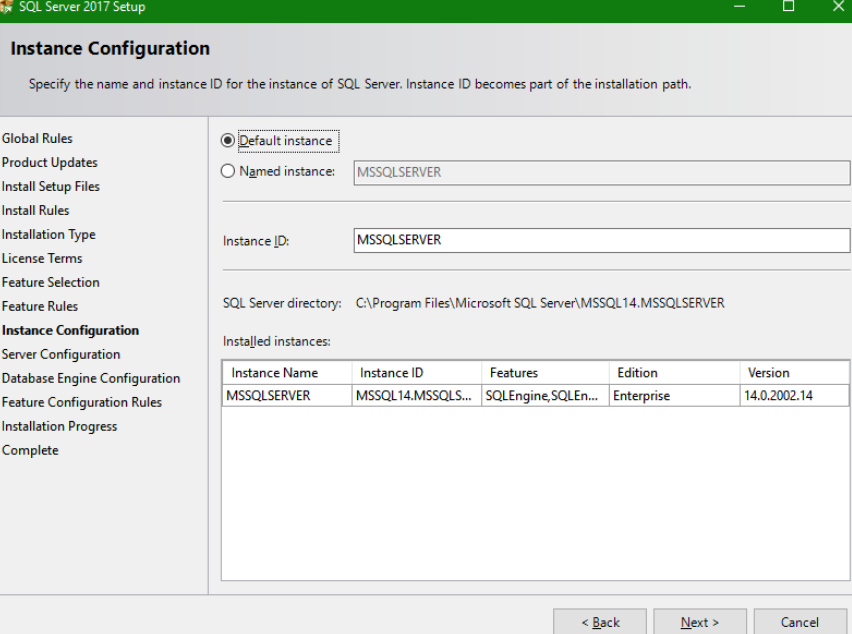 SQL Server 2017 Setup
Instance Configuration
Specify the name and instance ID for the instance of SQL Server. Instance ID becomes part of the installation path.
Global Rules
Product Updates
Install Setup Files
Install Rules
Installation Type
License Terms
Feature Selection
Feature Rules
Instance Configuration
Server Configuration
Database Engine Configuration
Feature Configuration Rules
Installation Progress
Complete
Default instance
Named instance: MSSQLSERVER
Instance ID: MSSQLSERVER
SQL Server directory: C:\Program Files\Microsoft SQL Server\MSSQL14.MSSQLSERVER
Installed instances:
Instance Name Instance ID Features Edition Version
MSSQLSERVER MSSQL14.MSSQLS... SQLEngine,SQLEn... Enterprise 14.0.2002.14
< Back Next > Cancel